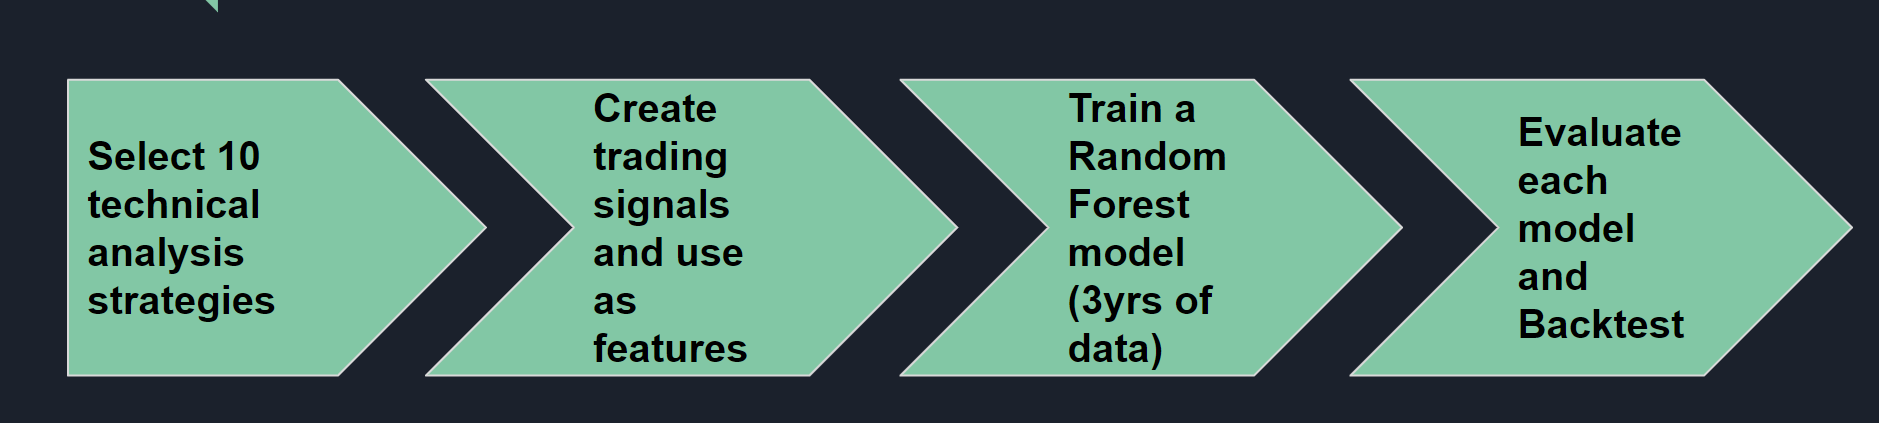 Select 10
technical
analysis
strategies
Create
trading
signals
and use
as
features
Train a
Random
Forest
model
(3yrs of
data)
Evaluate
each
model
and
Backtest